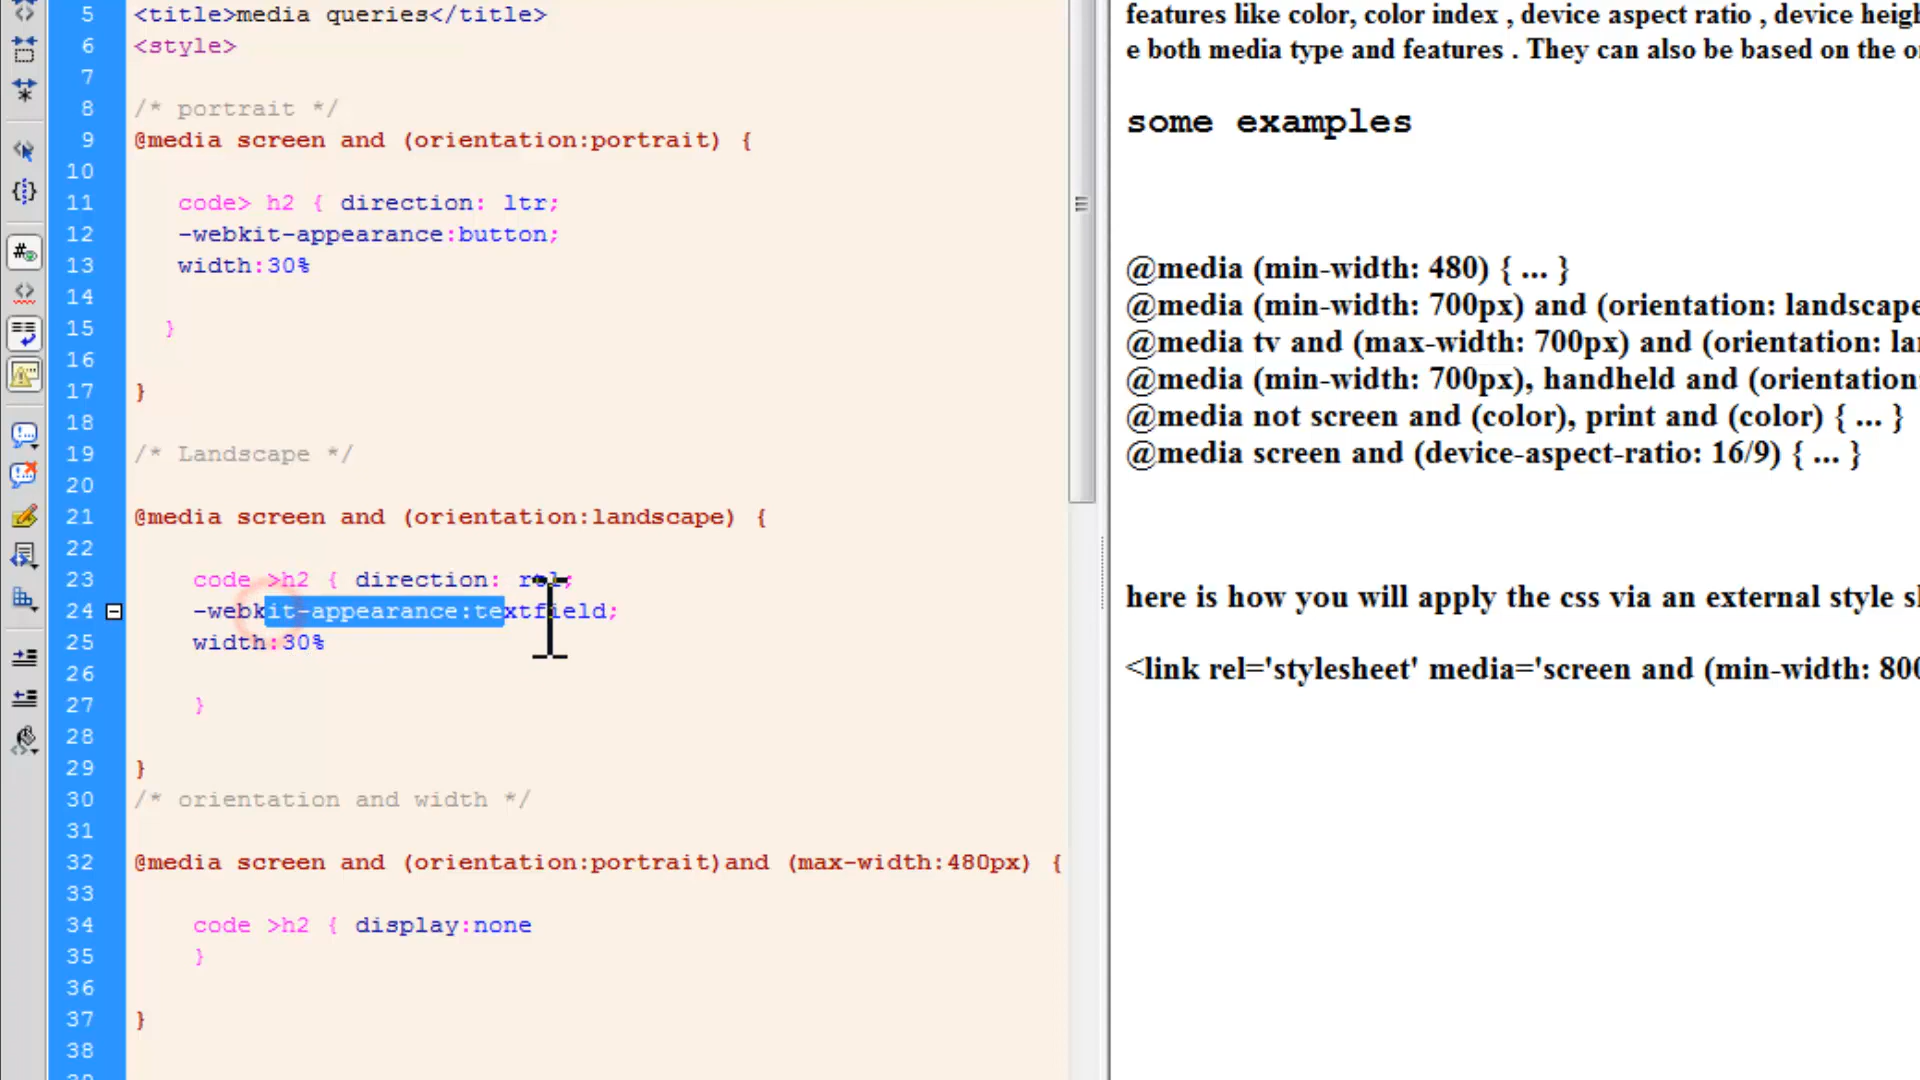 5 <title>media queries</title>
6 <style>
7
8 /* portrait */
9 @media screen and (orientation:portrait) {
10
11 code> h2 { direction: ltr;
12 -webkit-appearance:button;
13 width:30%
14
15 }
16
17 }
18
19 /* Landscape */
20
21 @media screen and (orientation:landscape) {
22
23 code >h2 { direction: rtl;
24 -webkit-appearance:textfield;
25 width:30%
26
27 }
28
29 }
30 /* orientation and width */
31
32 @media screen and (orientation:portrait)and (max-width:480px) {
33
34 code >h2 { display:none
35 }
36
37 }
38
features like color, color index , device aspect ratio , device heigh
e both media type and features . They can also be based on the
some examples
@media (min-width: 480) { ... }
@media (min-width: 700px) and (orientation: landscape
@media tv and (max-width: 700px) and (orientation: la
@media (min-width: 700px), handheld and (orientation:
@media not screen and (color), print and (color) { ... }
@media screen and (device-aspect-ratio: 16/9) { ... }
here is how you will apply the css via an external style s
<link rel='stylesheet' media='screen and (min-width: 800